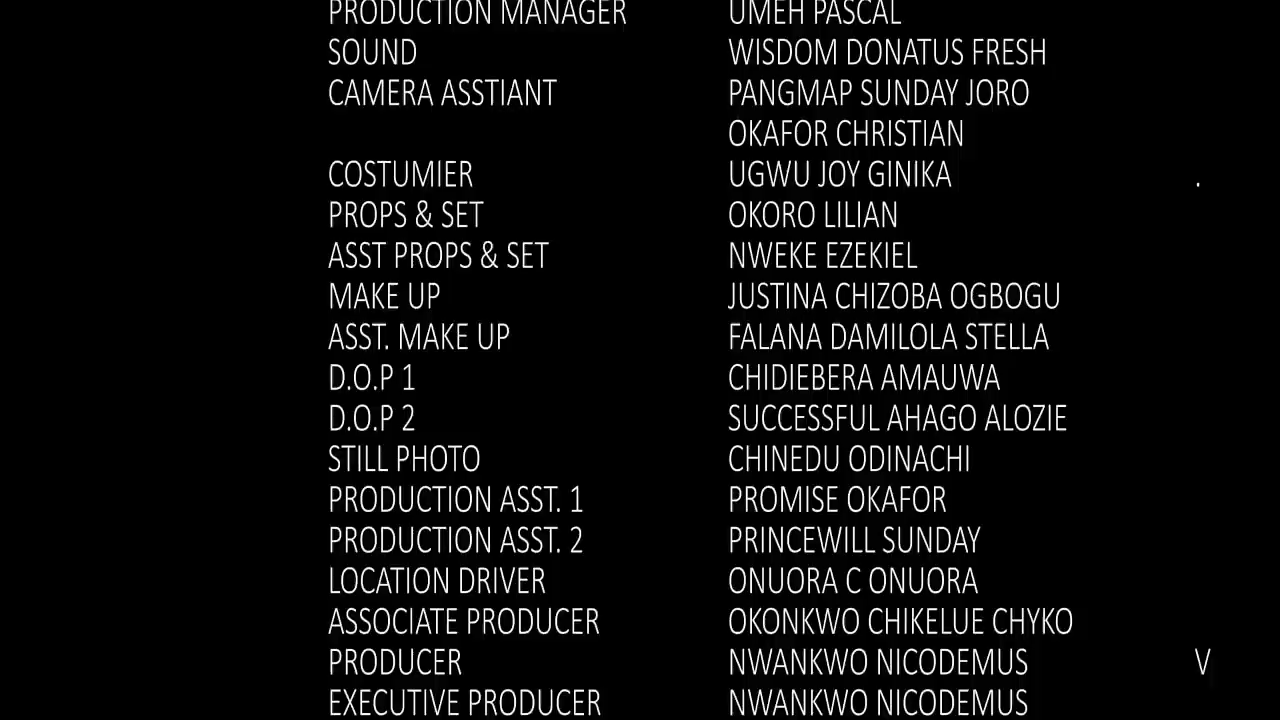 PRODUCTION MANAGER UMEH PASCAL
SOUND WISDOM DONATUS FRESH
CAMERA ASSTIANT PANGMAP SUNDAY JORO
OKAFOR CHRISTIAN
COSTUMIER UGWU JOY GINIKA .
PROPS & SET OKORO LILIAN
ASST PROPS & SET NWEKE EZEKIEL
MAKE UP JUSTINA CHIZOBA OGBOGU
ASST. MAKE UP FALANA DAMILOLA STELLA
D.O.P 1 CHIDIEBERA AMAUWA
D.O.P 2 SUCCESSFUL AHAGO ALOZIE
STILL PHOTO CHINEDU ODINACHI
PRODUCTION ASST. 1 PROMISE OKAFOR
PRODUCTION ASST. 2 PRINCEWILL SUNDAY
LOCATION DRIVER ONUORA C ONUORA
ASSOCIATE PRODUCER OKONKWO CHIKELUE CHYKO
PRODUCER NWANKWO NICODEMUS V
EXECUTIVE PRODUCER NWANKWO NICODEMUS